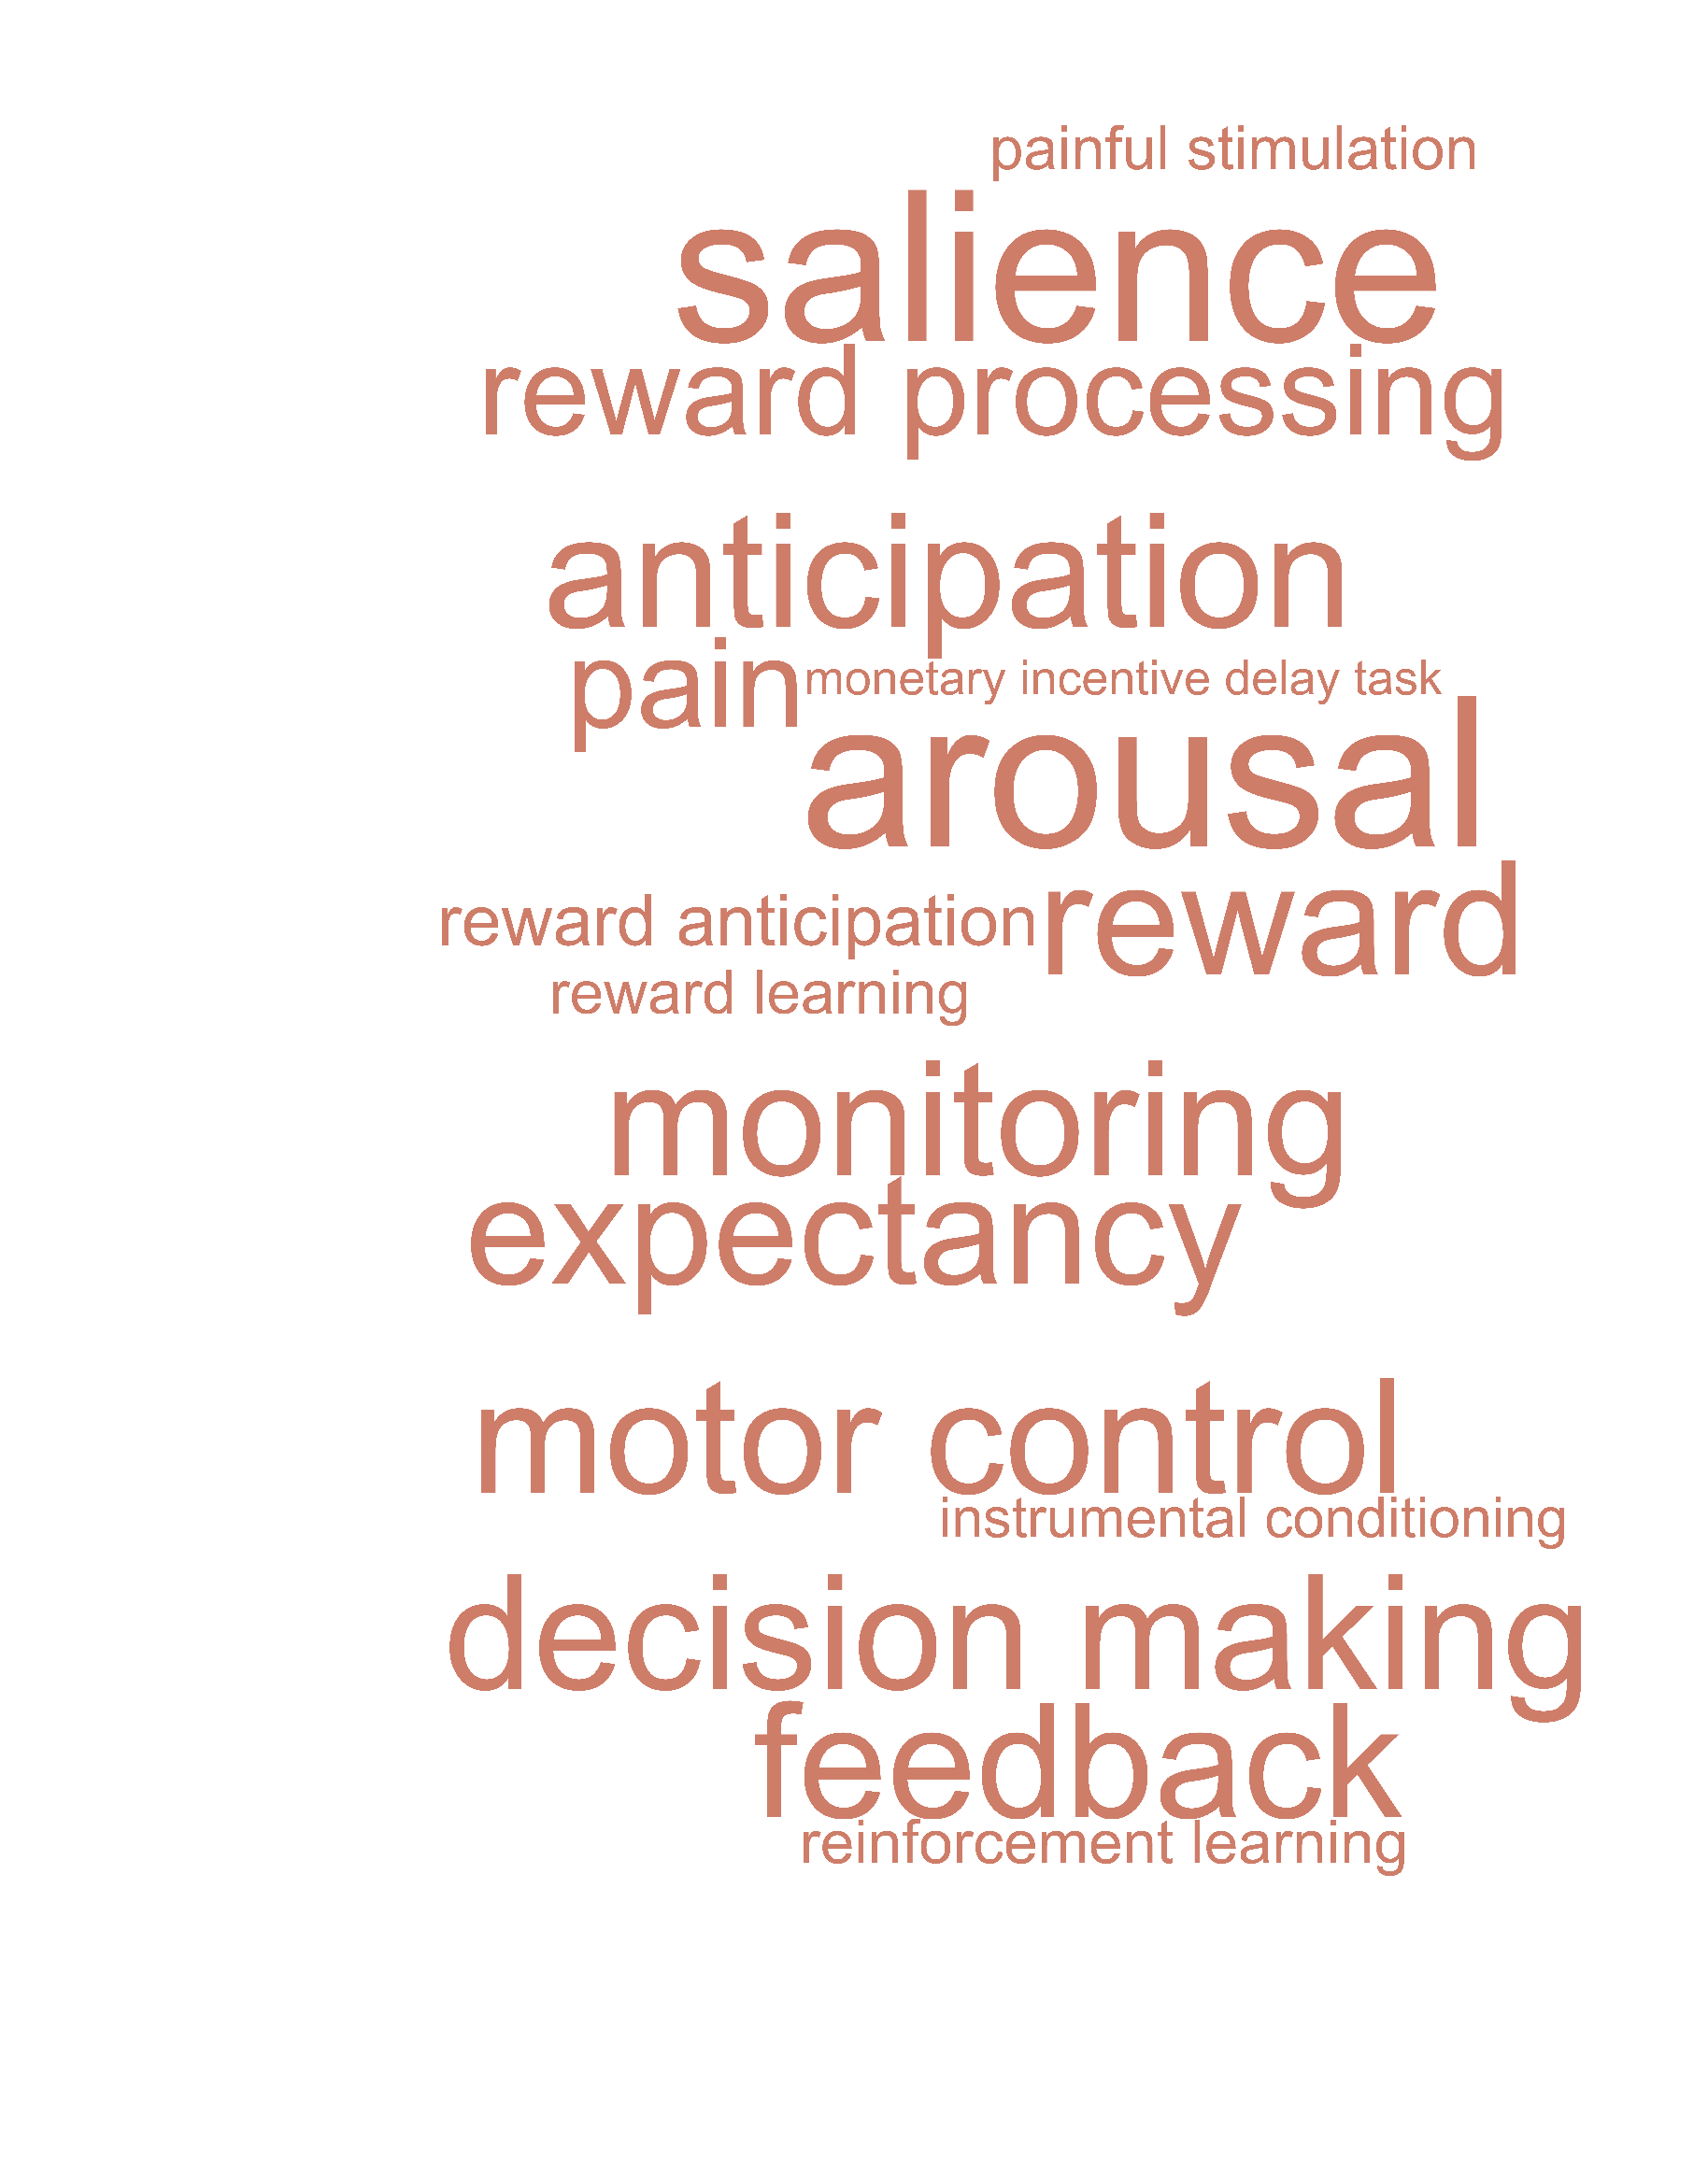 painful stimulation
salience
reward processing
anticipation
pain
monetary incentive delay task
arousal
reward anticipation
reward
reward learning
monitoring
expectancy
motor control
instrumental conditioning
decision making
feedback
reinforcement learning